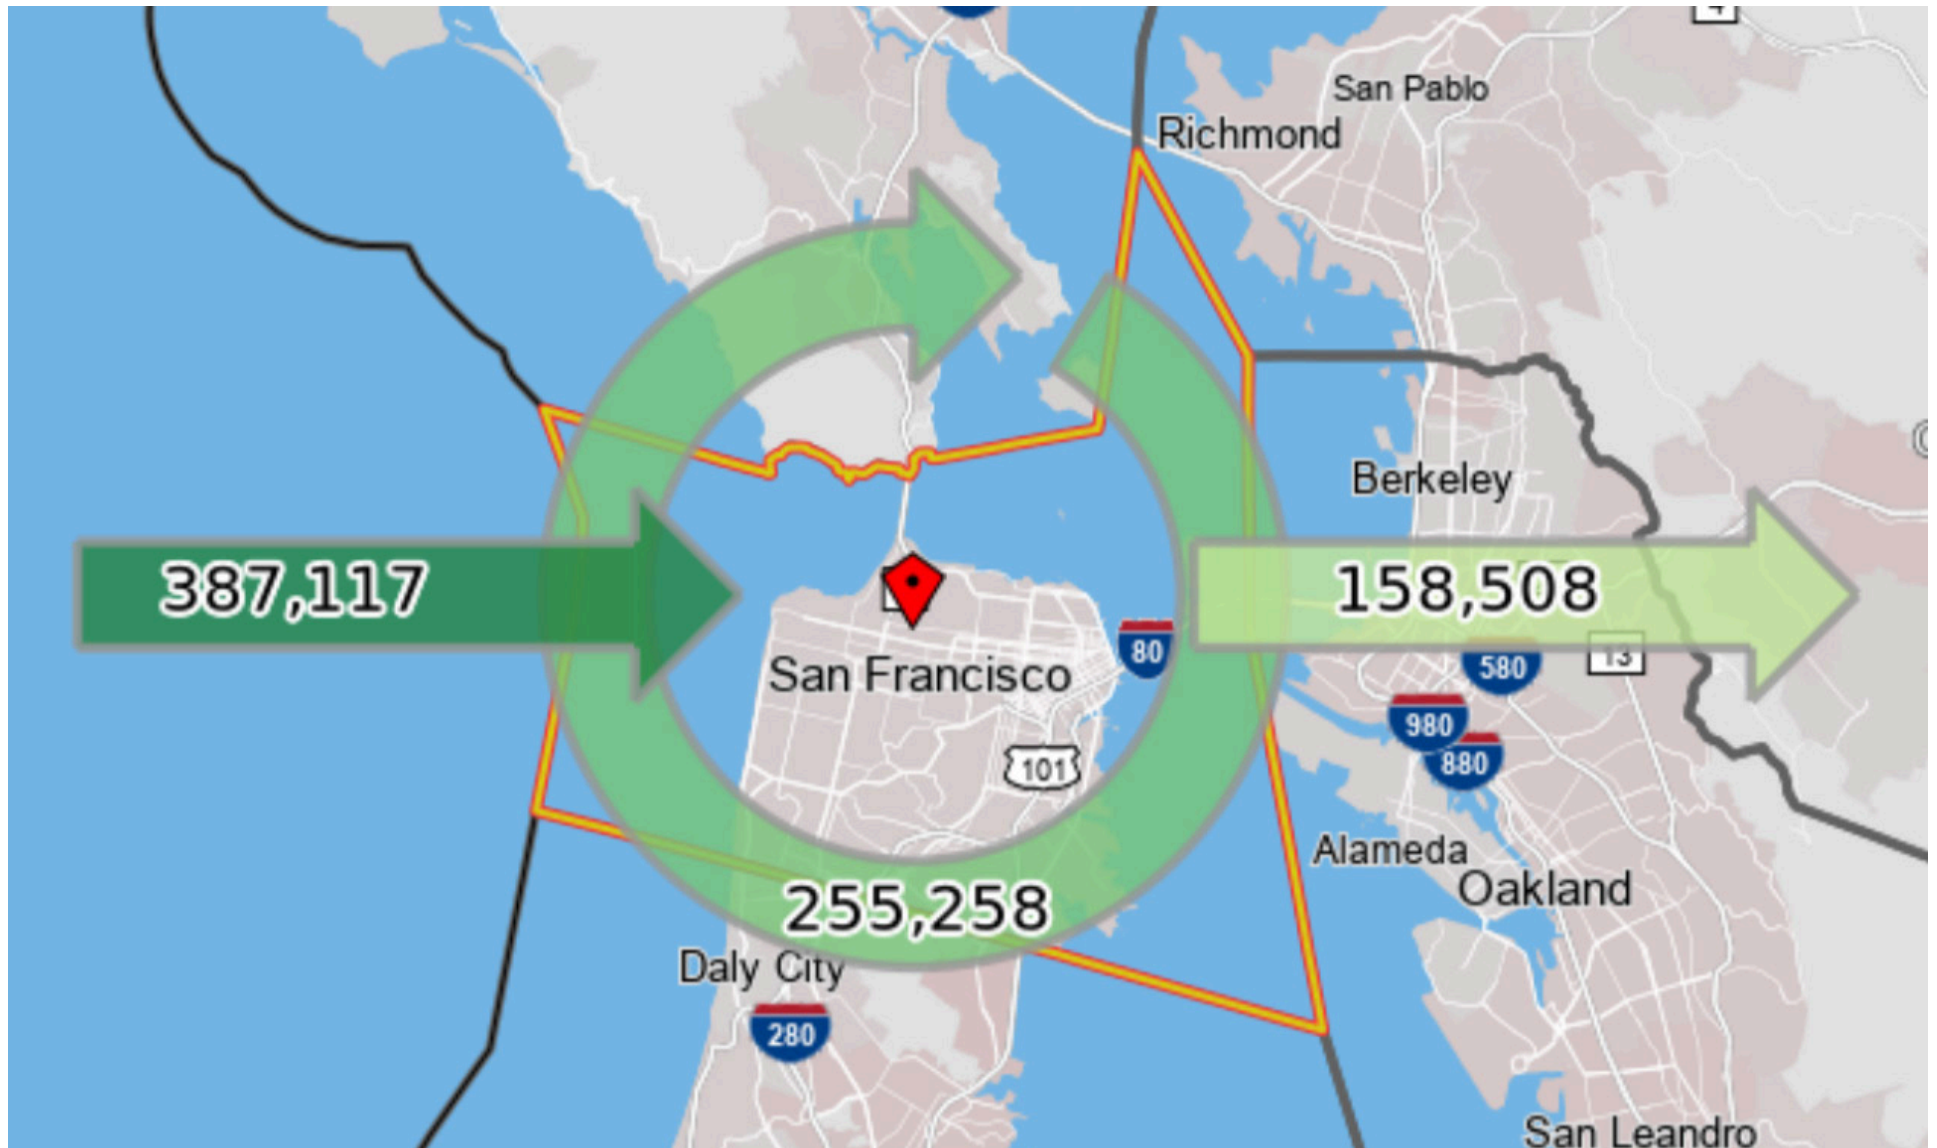 4
San Pablo
Richmond
Berkeley
387,117
158,508
San Francisco
80
580
13
980
101
880
Alameda
Oakland
255,258
Daly City
280
San Leandro